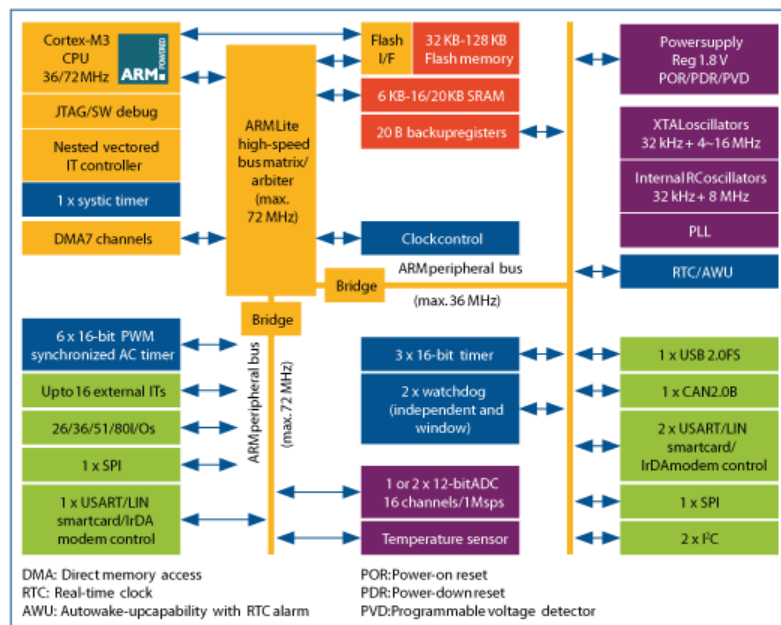 Cortex-M3
CPU
36/72MHz
ARM
POWERED
JTAG/SW debug
Nested vectored
IT controller
1 x systic timer
DMA7 channels
ARMLite
high-speed
bus matrix/
arbiter
(max.
72 MHz)
Flash
I/F
32 KB-128 KB
Flash memory
6 KB-16/20KB SRAM
20 B backupregisters
Clockcontrol
ARMperipheral bus
(max. 36 MHz)
Bridge
Bridge
ARMperipheral bus
(max. 72 MHz)
Powersupply
Reg 1.8 V
POR/PDR/PVD
XTALoscillators
32 kHz + 4~16 MHz
InternalRCoscillators
32 kHz + 8 MHz
PLL
RTC/AWU
6 x 16-bit PWM
synchronized AC timer
Upto 16 external ITs
26/36/51/80I/Os
1 x SPI
1 x USART/LIN
smartcard/IrDA
modem control
3 x 16-bit timer
2 x watchdog
(independent and
window)
1 or 2 x 12-bitADC
16 channels/1Msps
Temperature sensor
1 x USB 2.0FS
1 x CAN2.0B
2 x USART/LIN
smartcard/
IrDAmodem control
1 x SPI
2 x I²C
DMA: Direct memory access
RTC: Real-time clock
AWU: Autowake-upcapability with RTC alarm
POR:Power-on reset
PDR:Power-down reset
PVD:Programmable voltage detector